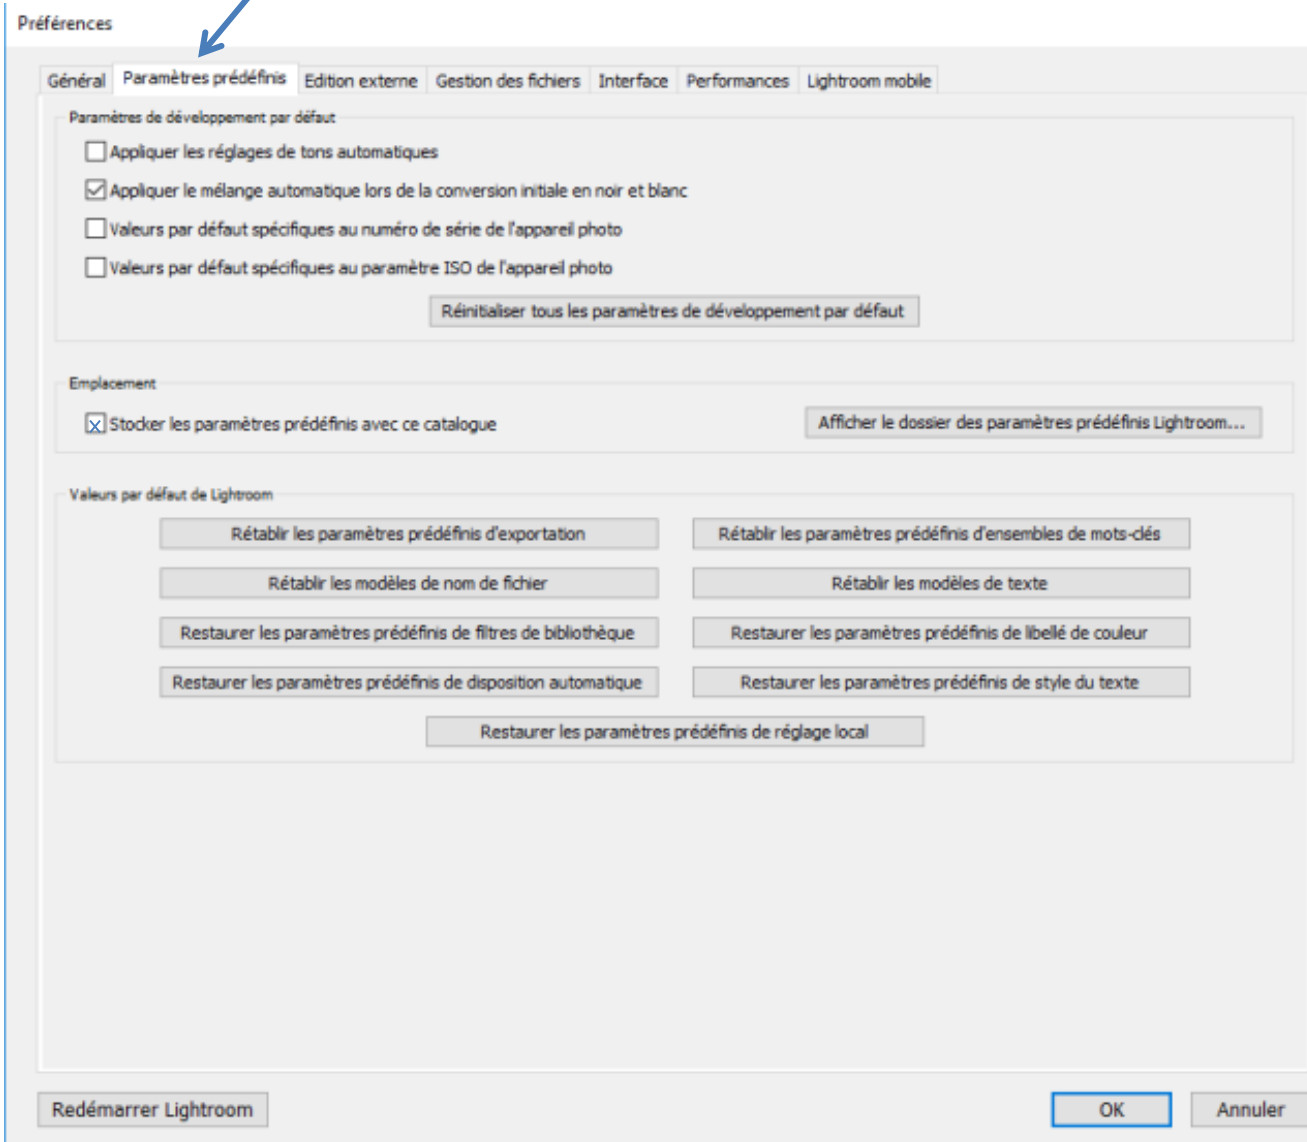 Préférences
Général Paramètres prédéfinis Edition externe Gestion des fichiers Interface Performances Lightroom mobile
Paramètres de développement par défaut
Appliquer les réglages de tons automatiques
Appliquer le mélange automatique lors de la conversion initiale en noir et blanc
Valeurs par défaut spécifiques au numéro de série de l'appareil photo
Valeurs par défaut spécifiques au paramètre ISO de l'appareil photo
Réinitialiser tous les paramètres de développement par défaut
Emplacement
Stocker les paramètres prédéfinis avec ce catalogue Afficher le dossier des paramètres prédéfinis Lightroom...
Valeurs par défaut de Lightroom
Rétablir les paramètres prédéfinis d'exportation Rétablir les paramètres prédéfinis d'ensembles de mots-clés
Rétablir les modèles de nom de fichier Rétablir les modèles de texte
Restaurer les paramètres prédéfinis de filtres de bibliothèque Restaurer les paramètres prédéfinis de libellé de couleur
Restaurer les paramètres prédéfinis de disposition automatique Restaurer les paramètres prédéfinis de style du texte
Restaurer les paramètres prédéfinis de réglage local
Redémarrer Lightroom OK Annuler